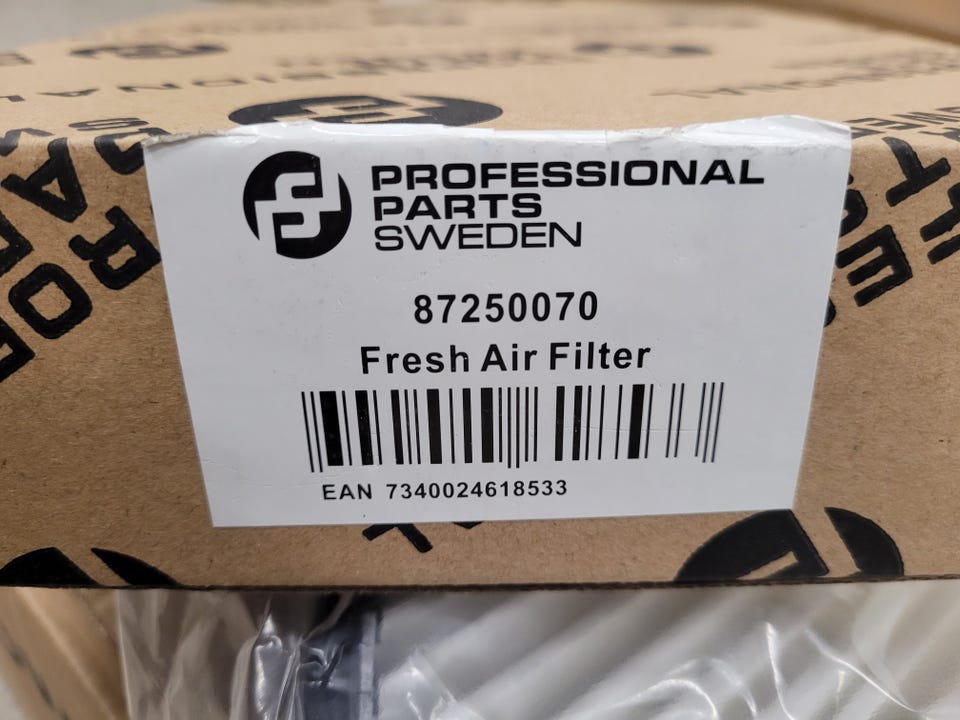 PROFESSIONAL
PARTS
SWEDEN
87250070
Fresh Air Filter
EAN 7340024618533